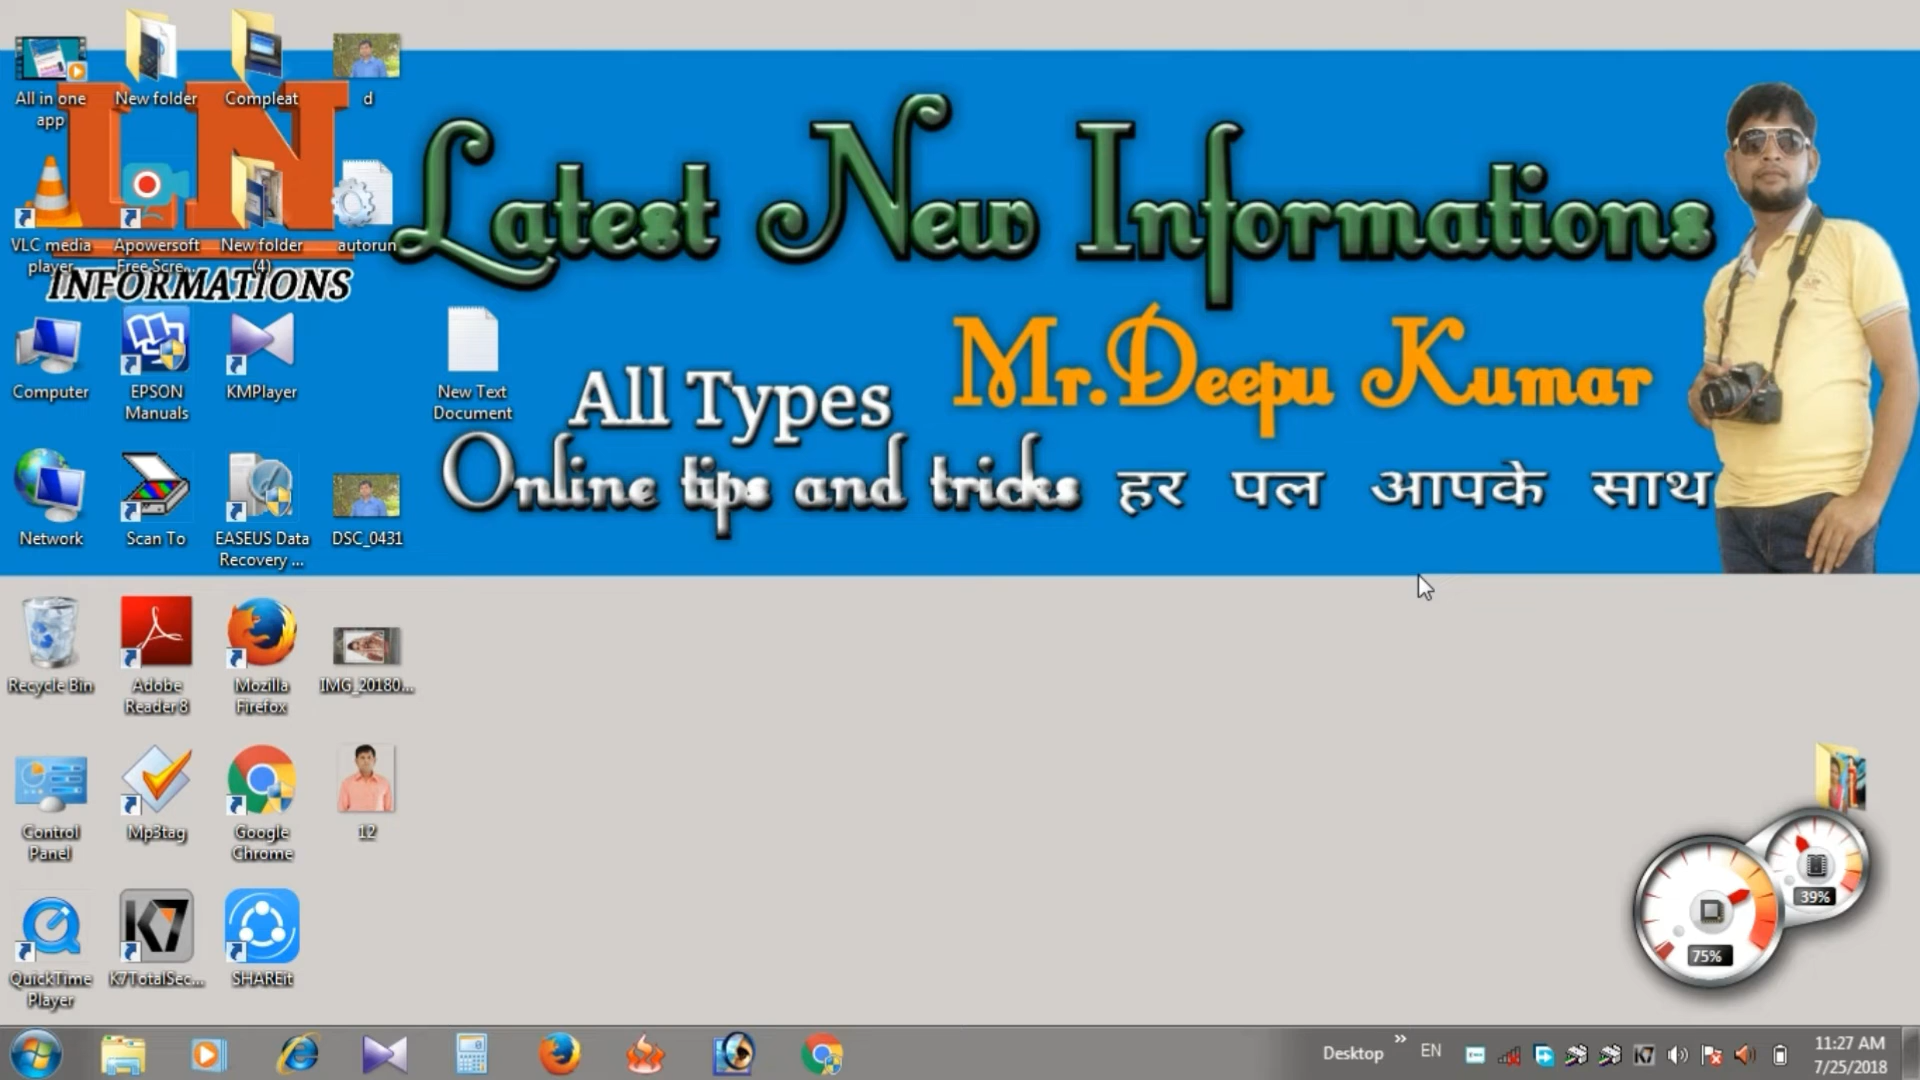 All in one
app
New folder
Compleat
d
LN
INFORMATIONS
Latest New Informations
VLC media
player
Apowersoft
Free Scre...
New folder
(4)
autorun
Mr.Deepu Kumar
All Types
Online tips and tricks हर पल आपके साथ
Computer
EPSON
Manuals
KMPlayer
New Text
Document
Network
Scan To
EASEUS Data
Recovery ...
DSC_0431
Recycle Bin
Adobe
Reader 8
Mozilla
Firefox
IMG_20180...
Control
Panel
Mp3tag
Google
Chrome
12
QuickTime
Player
K7
K7TotalSec...
SHAREit
39%
75%
Desktop
EN
K7
11:27 AM
7/25/2018